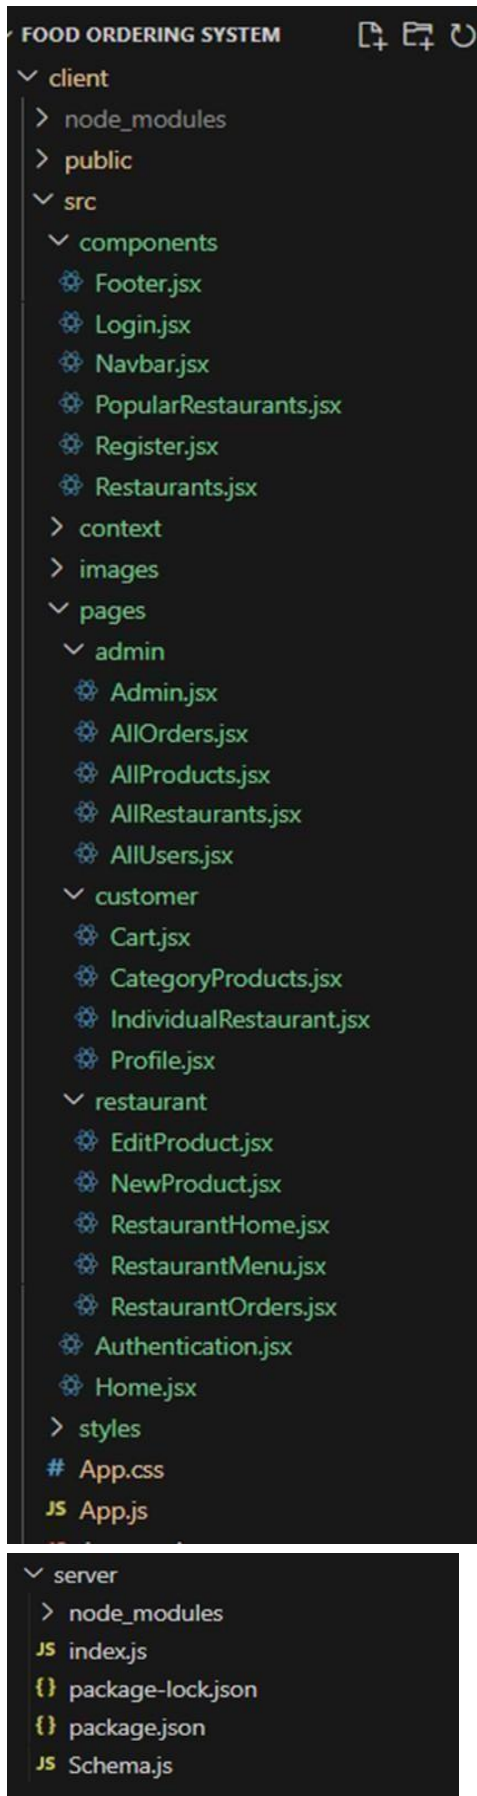 FOOD ORDERING SYSTEM
client
node_modules
public
src
components
Footer.jsx
Login.jsx
Navbar.jsx
PopularRestaurants.jsx
Register.jsx
Restaurants.jsx
context
images
pages
admin
Admin.jsx
AllOrders.jsx
AllProducts.jsx
AllRestaurants.jsx
AllUsers.jsx
customer
Cart.jsx
CategoryProducts.jsx
IndividualRestaurant.jsx
Profile.jsx
restaurant
EditProduct.jsx
NewProduct.jsx
RestaurantHome.jsx
RestaurantMenu.jsx
RestaurantOrders.jsx
Authentication.jsx
Home.jsx
styles
# App.css
JS App.js
server
node_modules
JS index.js
{} package-lock.json
{} package.json
JS Schema.js